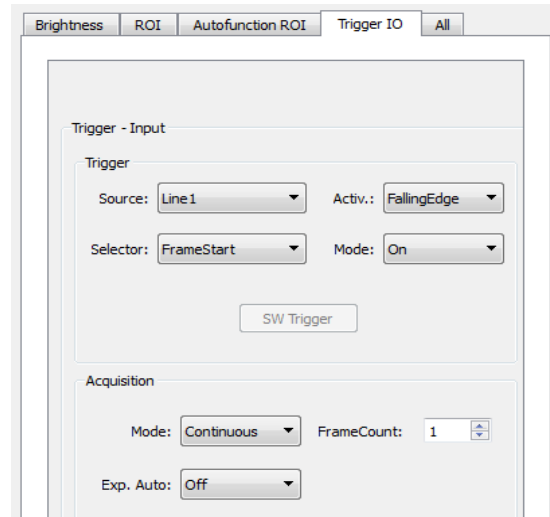 Brightness ROI Autofunction ROI Trigger IO All
Trigger - Input
Trigger
Source: Line1 Activ.: FallingEdge
Selector: FrameStart Mode: On
SW Trigger
Acquisition
Mode: Continuous FrameCount: 1
Exp. Auto: Off